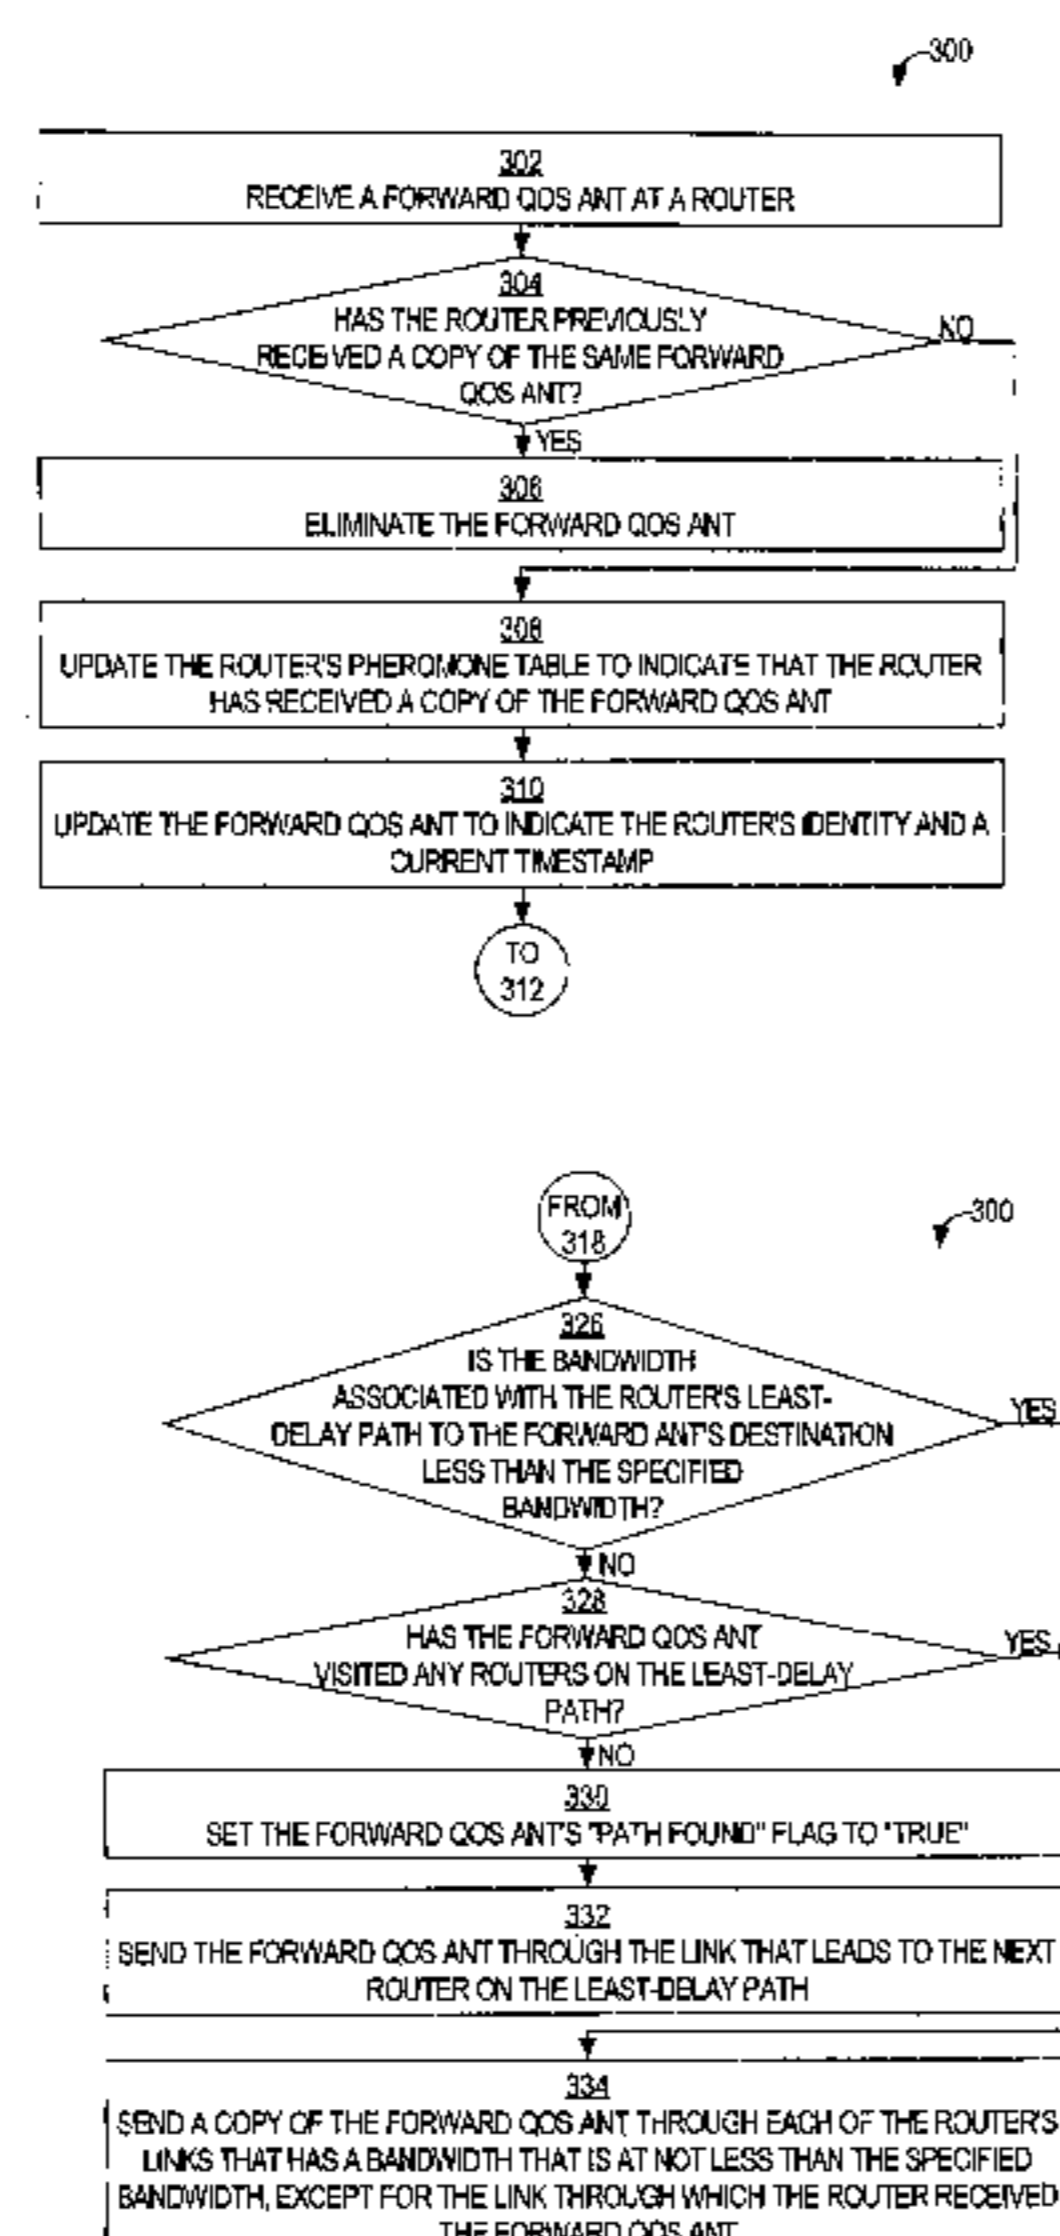 300
302
RECEIVE A FORWARD QOS ANT AT A ROUTER
304
HAS THE ROUTER PREVIOUSLY
RECEIVED A COPY OF THE SAME FORWARD
QOS ANT?
NO
YES
306
ELIMINATE THE FORWARD QOS ANT
308
UPDATE THE ROUTER'S PHEROMONE TABLE TO INDICATE THAT THE ROUTER
HAS RECEIVED A COPY OF THE FORWARD QOS ANT
310
UPDATE THE FORWARD QOS ANT TO INDICATE THE ROUTER'S IDENTITY AND A
CURRENT TIMESTAMP
TO
312
FROM
318
300
326
IS THE BANDWIDTH
ASSOCIATED WITH THE ROUTER'S LEAST-
DELAY PATH TO THE FORWARD ANT'S DESTINATION
LESS THAN THE SPECIFIED
BANDWIDTH?
YES
NO
328
HAS THE FORWARD QOS ANT
VISITED ANY ROUTERS ON THE LEAST-DELAY
PATH?
YES
NO
330
SET THE FORWARD QOS ANT'S "PATH FOUND" FLAG TO "TRUE"
332
SEND THE FORWARD QOS ANT THROUGH THE LINK THAT LEADS TO THE NEXT
ROUTER ON THE LEAST-DELAY PATH
334
SEND A COPY OF THE FORWARD QOS ANT THROUGH EACH OF THE ROUTER'S
LINKS THAT HAS A BANDWIDTH THAT IS AT NOT LESS THAN THE SPECIFIED
BANDWIDTH, EXCEPT FOR THE LINK THROUGH WHICH THE ROUTER RECEIVED
THE FORWARD QOS ANT